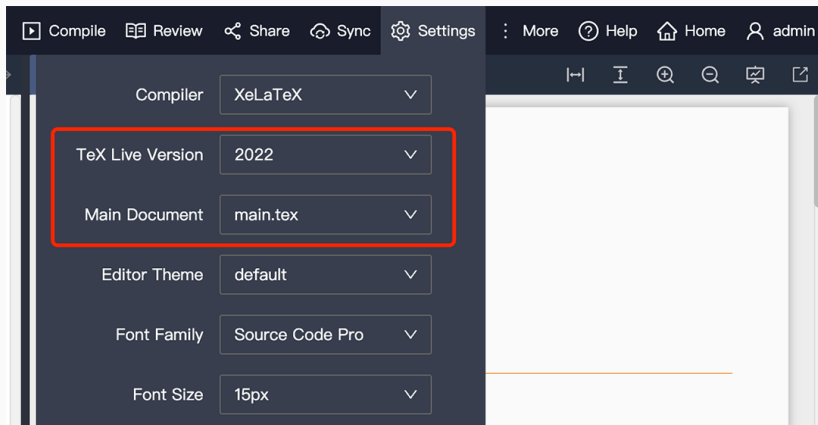 Compile Review Share Sync Settings More Help Home admin
Compiler XeLaTeX
TeX Live Version 2022
Main Document main.tex
Editor Theme default
Font Family Source Code Pro
Font Size 15px